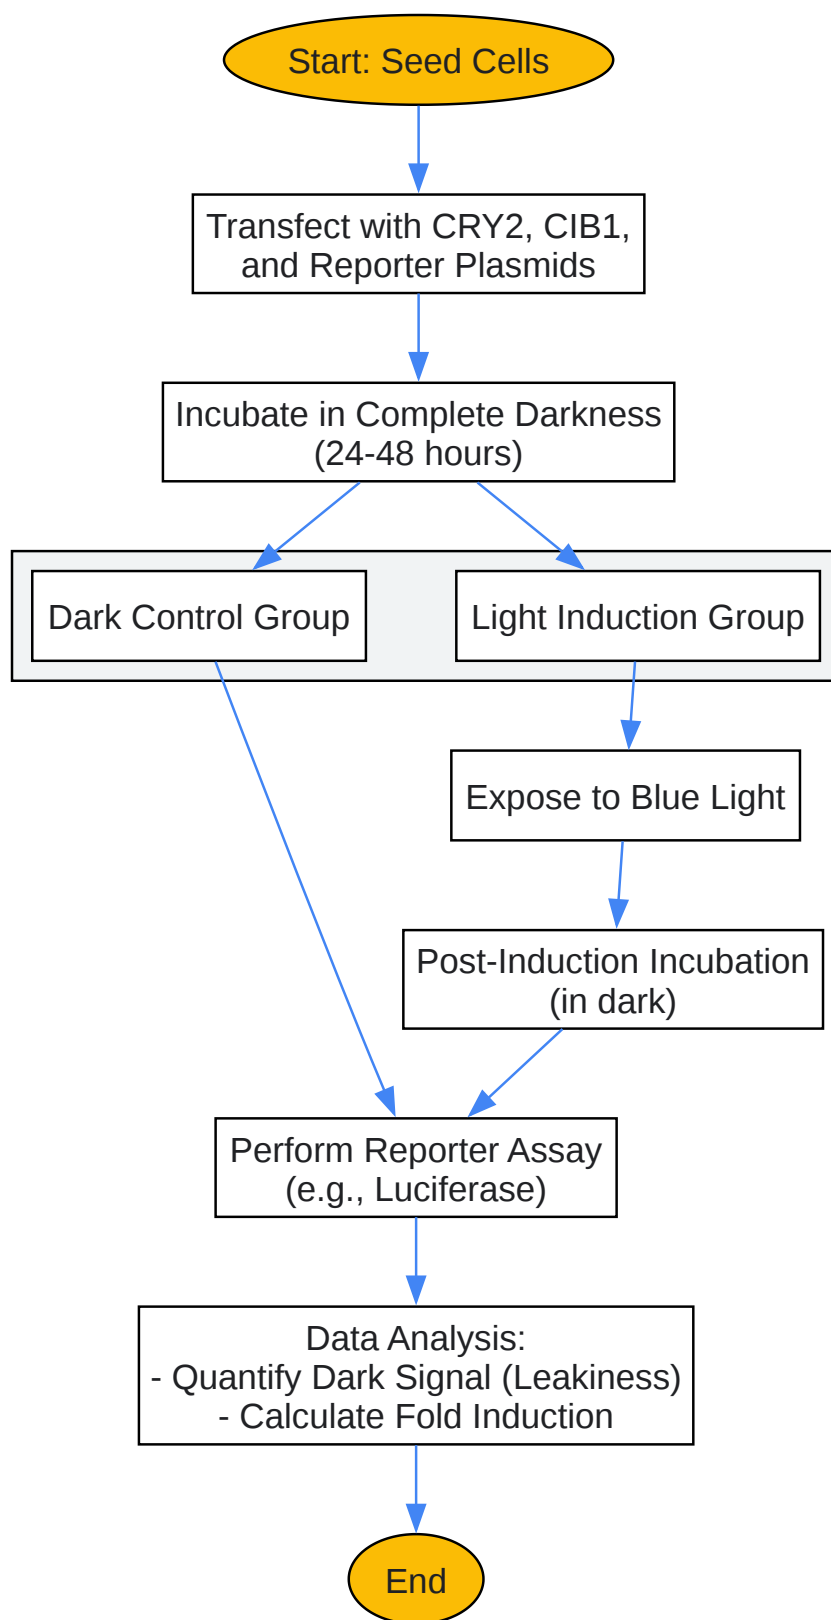 Start: Seed Cells
Transfect with CRY2, CIB1,
and Reporter Plasmids
Incubate in Complete Darkness
(24-48 hours)
Dark Control Group
Light Induction Group
Expose to Blue Light
Post-Induction Incubation
(in dark)
Perform Reporter Assay
(e.g., Luciferase)
Data Analysis:
- Quantify Dark Signal (Leakiness)
- Calculate Fold Induction
End